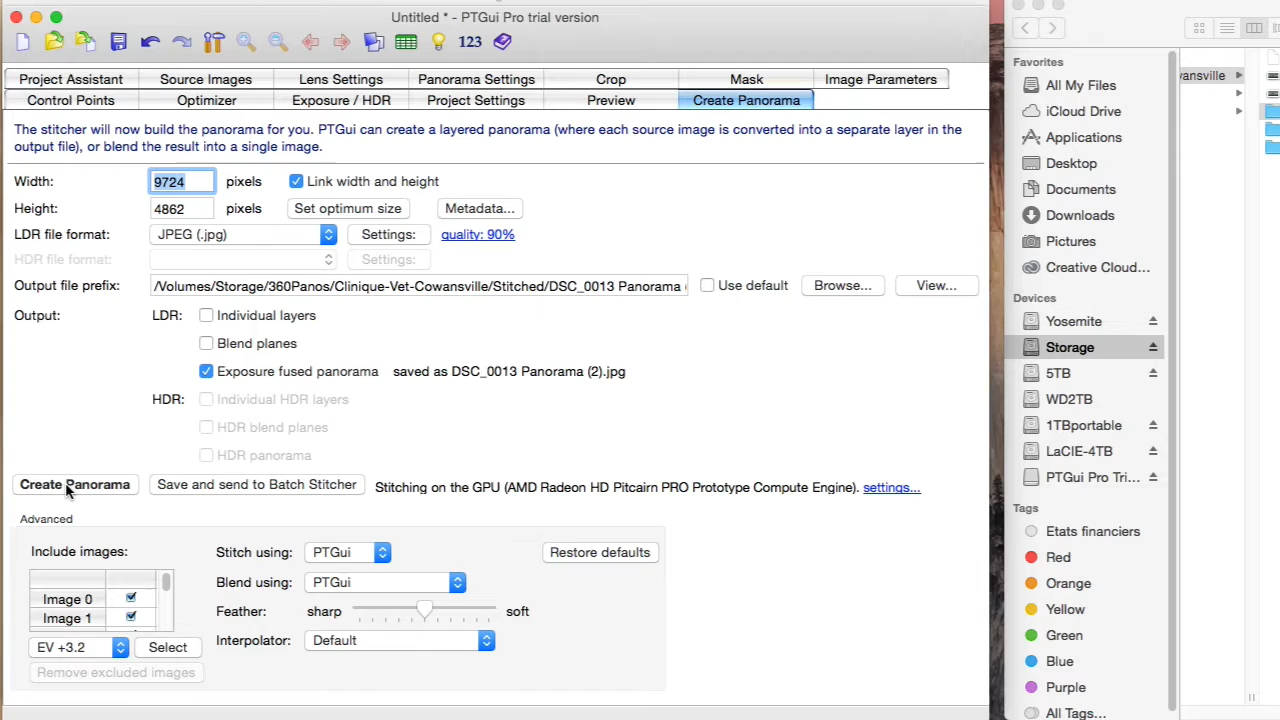 Untitled * - PTGui Pro trial version
123
Project Assistant Source Images Lens Settings Panorama Settings Crop Mask Image Parameters
Control Points Optimizer Exposure / HDR Project Settings Preview Create Panorama
The stitcher will now build the panorama for you. PTGui can create a layered panorama (where each source image is converted into a separate layer in the
output file), or blend the result into a single image.
Width: 9724 pixels Link width and height
Height: 4862 pixels Set optimum size Metadata...
LDR file format: JPEG (.jpg) Settings: quality: 90%
HDR file format: Settings:
Output file prefix: /Volumes/Storage/360Panos/Clinique-Vet-Cowansville/Stitched/DSC_0013 Panorama Use default Browse... View...
Output: LDR: Individual layers
Blend planes
Exposure fused panorama saved as DSC_0013 Panorama (2).jpg
HDR: Individual HDR layers
HDR blend planes
HDR panorama
Create Panorama Save and send to Batch Stitcher Stitching on the GPU (AMD Radeon HD Pitcairn PRO Prototype Compute Engine). settings...
Advanced
Include images: Stitch using: PTGui Restore defaults
Image 0 Blend using: PTGui
Image 1 Feather: sharp soft
EV +3.2 Select Interpolator: Default
Remove excluded images
Favorites
All My Files
iCloud Drive
Applications
Desktop
Documents
Downloads
Pictures
Creative Cloud...
Devices
Yosemite
Storage
5TB
WD2TB
1TBportable
LaCIE-4TB
PTGui Pro Tri...
Tags
Etats financiers
Red
Orange
Yellow
Green
Blue
Purple
All Tags...
vansville